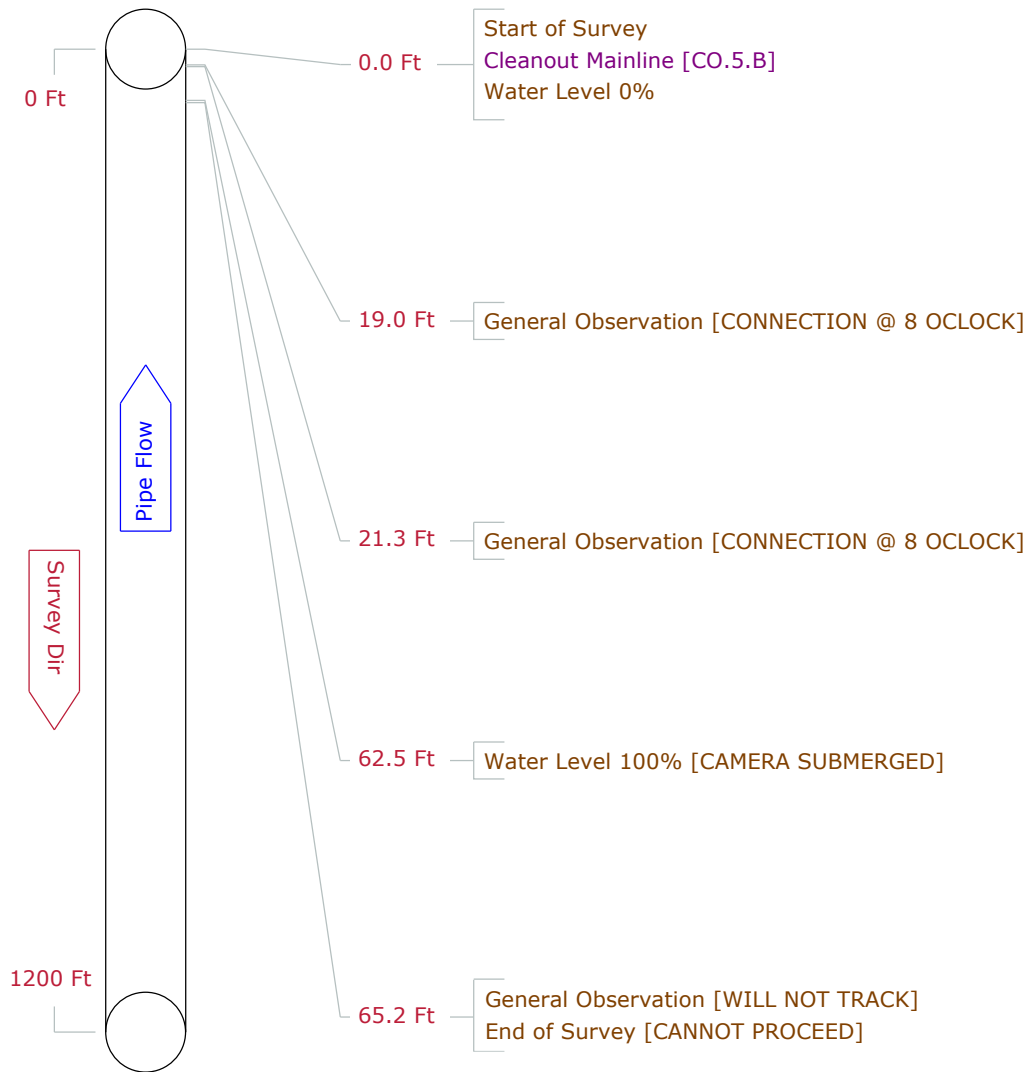 Start of Survey
0.0 Ft
Cleanout Mainline [CO.5.B]
Water Level 0%
0 Ft
19.0 Ft
General Observation [CONNECTION @ 8 OCLOCK]
Pipe Flow
21.3 Ft
General Observation [CONNECTION @ 8 OCLOCK]
Survey Dir
62.5 Ft
Water Level 100% [CAMERA SUBMERGED]
1200 Ft
65.2 Ft
General Observation [WILL NOT TRACK]
End of Survey [CANNOT PROCEED]